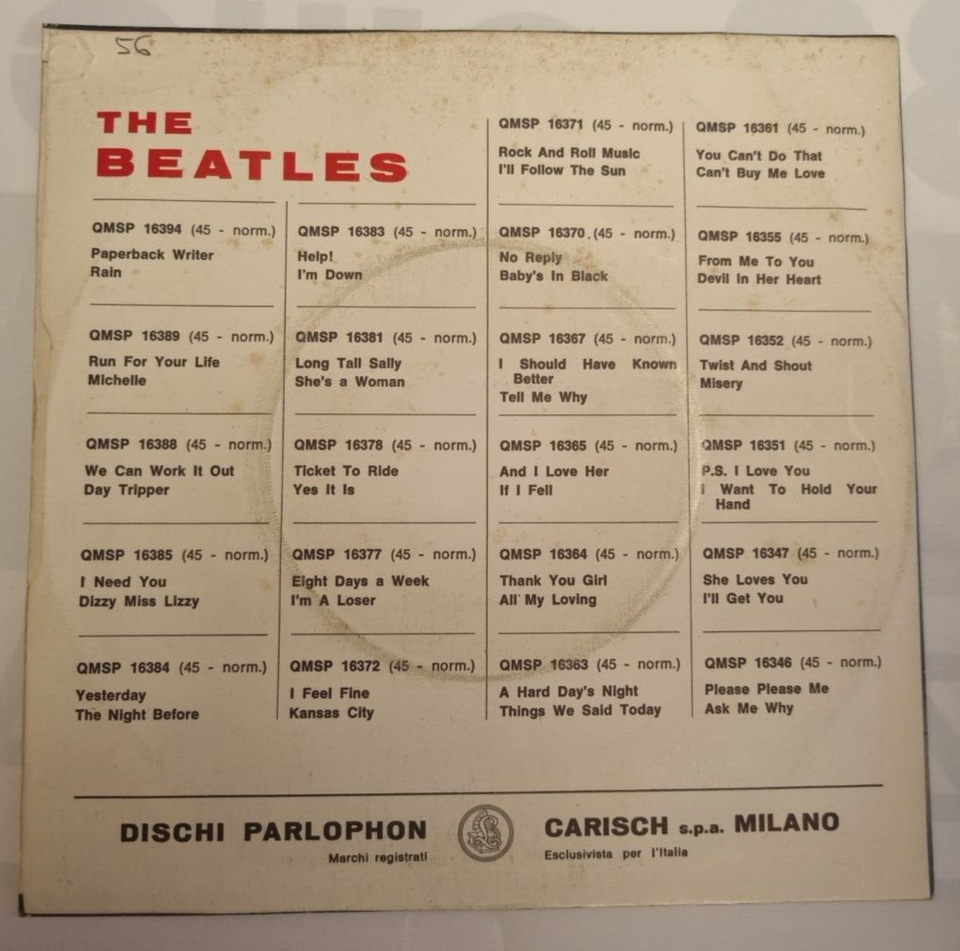 56
THE
BEATLES
QMSP 16394 (45 - norm.)
Paperback Writer
Rain
QMSP 16389 (45 - norm.)
Run For Your Life
Michelle
QMSP 16388 (45 - norm.)
We Can Work It Out
Day Tripper
QMSP 16385 (45 - norm.)
I Need You
Dizzy Miss Lizzy
QMSP 16384 (45 - norm.)
Yesterday
The Night Before
QMSP 16383 (45 - norm.)
Help!
I'm Down
QMSP 16381 (45 - norm.)
Long Tall Sally
She's a Woman
QMSP 16378 (45 - norm.)
Ticket To Ride
Yes It Is
QMSP 16377 (45 - norm.)
Eight Days a Week
I'm A Loser
QMSP 16372 (45 - norm.)
I Feel Fine
Kansas City
QMSP 16371 (45 - norm.)
Rock And Roll Music
I'll Follow The Sun
QMSP 16370 (45 - norm.)
No Reply
Baby's In Black
QMSP 16367 (45 - norm.)
I Should Have Known
Better
Tell Me Why
QMSP 16365 (45 - norm.)
And I Love Her
If I Fell
QMSP 16364 (45 - norm.)
Thank You Girl
All My Loving
QMSP 16363 (45 - norm.)
A Hard Day's Night
Things We Said Today
QMSP 16361 (45 - norm.)
You Can't Do That
Can't Buy Me Love
QMSP 16355 (45 - norm.)
From Me To You
Devil In Her Heart
QMSP 16352 (45 - norm.)
Twist And Shout
Misery
QMSP 16351 (45 - norm.)
P.S. I Love You
I Want To Hold Your
Hand
QMSP 16347 (45 - norm.)
She Loves You
I'll Get You
QMSP 16346 (45 - norm.)
Please Please Me
Ask Me Why
DISCHI PARLOPHON
Marchi registrati
CARISCH s.p.a. MILANO
Esclusivista per l'Italia